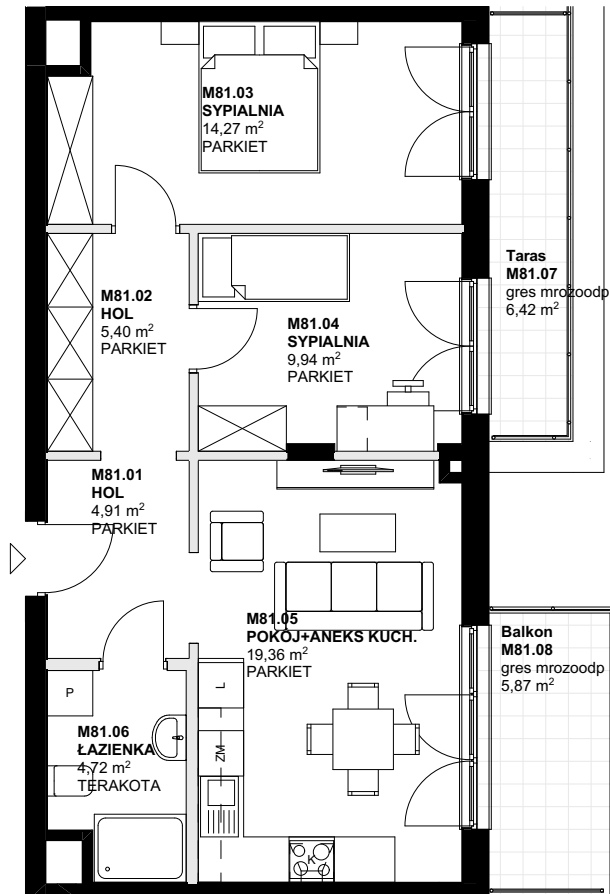 M81.03
SYPIALNIA
14,27 m²
PARKIET
Taras
M81.07
gres mrozoodp
6,42 m²
M81.02
HOL
5,40 m²
PARKIET
M81.04
SYPIALNIA
9,94 m²
PARKIET
M81.01
HOL
4,91 m²
PARKIET
M81.05
POKÓJ+ANEKS KUCH.
19,36 m²
PARKIET
Balkon
M81.08
gres mrozoodp
5,87 m²
P
L
M81.06
ŁAZIENKA
4,72 m²
TERAKOTA
ZM
K